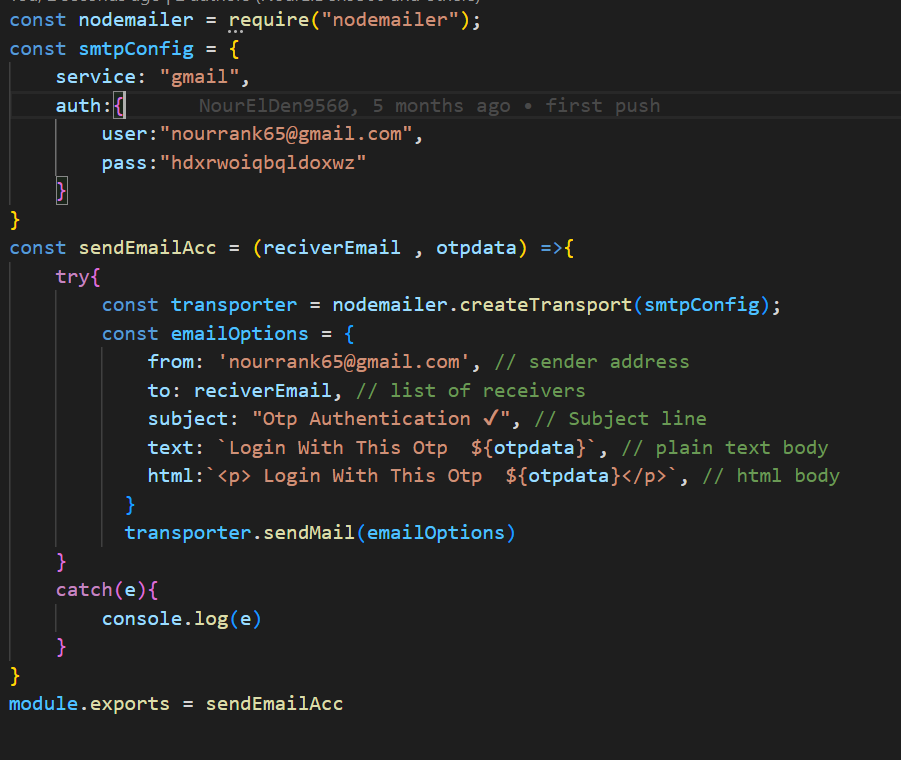 const nodemailer = require("nodemailer");
const smtpConfig = {
    service: "gmail",
    auth:{        NourElDen9560, 5 months ago • first push
        user:"nourrank65@gmail.com",
        pass:"hdxrwoiqbqldoxwz"
    }
}
const sendEmailAcc = (reciverEmail , otpdata) =>{
    try{
        const transporter = nodemailer.createTransport(smtpConfig);
        const emailOptions = {
            from: 'nourrank65@gmail.com', // sender address
            to: reciverEmail, // list of receivers
            subject: "Otp Authentication ✓", // Subject line
            text: `Login With This Otp  ${otpdata}`, // plain text body
            html:`<p> Login With This Otp  ${otpdata}</p>`, // html body
          }
          transporter.sendMail(emailOptions)
    }
    catch(e){
        console.log(e)
    }
}
module.exports = sendEmailAcc